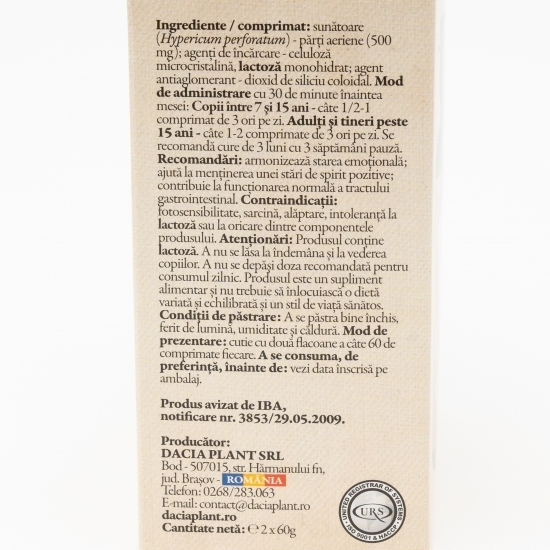 Ingrediente / comprimat: sunătoare
(Hypericum perforatum) - părți aeriene (500
mg); agenți de încărcare - celuloză
microcristalină, lactoză monohidrat; agent
antiaglomerant - dioxid de siliciu coloidal. Mod
de administrare cu 30 de minute înaintea
mesei: Copii între 7 și 15 ani - câte 1/2-1
comprimat de 3 ori pe zi. Adulți și tineri peste
15 ani - câte 1-2 comprimate de 3 ori pe zi. Se
recomandă cure de 3 luni cu 3 săptămâni pauză.
Recomandări: armonizează starea emoțională;
ajută la menținerea unei stări de spirit pozitive;
contribuie la funcționarea normală a tractului
gastrointestinal. Contraindicații:
fotosensibilitate, sarcină, alăptare, intoleranță la
lactoză sau la oricare dintre componentele
produsului. Atenționări: Produsul conține
lactoză. A nu se lăsa la îndemâna și la vederea
copiilor. A nu se depăși doza recomandată pentru
consumul zilnic. Produsul este un supliment
alimentar și nu trebuie să înlocuiască o dietă
variată și echilibrată și un stil de viață sănătos.
Condiții de păstrare: A se păstra bine închis,
ferit de lumină, umiditate și căldură. Mod de
prezentare: cutie cu două flacoane a câte 60 de
comprimate fiecare. A se consuma, de
preferință, înainte de: vezi data înscrisă pe
ambalaj.
Produs avizat de IBA,
notificare nr. 3853/29.05.2009.
Producător:
DACIA PLANT SRL
Bod - 507015, str. Hărmanului fn,
jud. Brașov - ROMÂNIA
Telefon: 0268/283.063
E-mail: contact@daciaplant.ro
daciaplant.ro
Cantitate netă: ℮ 2 x 60g
UNITED REGISTRAR OF SYSTEMS
URS
ISO 9001 & HACCP